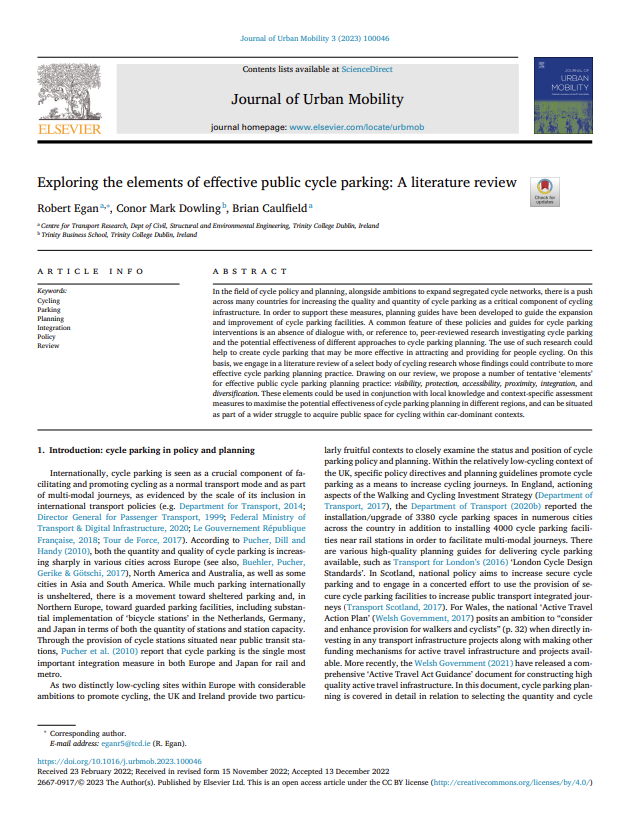 Journal of Urban Mobility 3 (2023) 100046
Contents lists available at ScienceDirect
Journal of Urban Mobility
journal homepage: www.elsevier.com/locate/urbmob
ELSEVIER
JOURNAL OF
URBAN
MOBILITY
Exploring the elements of effective public cycle parking: A literature review
Check for
updates
Robert Egan a,*, Conor Mark Dowling b, Brian Caulfield a
a Centre for Transport Research, Dept of Civil, Structural and Environmental Engineering, Trinity College Dublin, Ireland
b Trinity Business School, Trinity College Dublin, Ireland
ARTICLE INFO
Keywords:
Cycling
Parking
Planning
Integration
Policy
Review
ABSTRACT
In the field of cycle policy and planning, alongside ambitions to expand segregated cycle networks, there is a push
across many countries for increasing the quality and quantity of cycle parking as a critical component of cycling
infrastructure. In order to support these measures, planning guides have been developed to guide the expansion
and improvement of cycle parking facilities. A common feature of these policies and guides for cycle parking
interventions is an absence of dialogue with, or reference to, peer-reviewed research investigating cycle parking
and the potential effectiveness of different approaches to cycle parking planning. The use of such research could
help to create cycle parking that may be more effective in attracting and providing for people cycling. On this
basis, we engage in a literature review of a select body of cycling research whose findings could contribute to more
effective cycle parking planning practice. Drawing on our review, we propose a number of tentative 'elements'
for effective public cycle parking planning practice: visibility, protection, accessibility, proximity, integration, and
diversification. These elements could be used in conjunction with local knowledge and context-specific assessment
measures to maximise the potential effectiveness of cycle parking planning in different regions, and can be situated
as part of a wider struggle to acquire public space for cycling within car-dominant contexts.
1. Introduction: cycle parking in policy and planning
Internationally, cycle parking is seen as a crucial component of fa-
cilitating and promoting cycling as a normal transport mode and as part
of multi-modal journeys, as evidenced by the scale of its inclusion in
international transport policies (e.g. Department for Transport, 2014;
Director General for Passenger Transport, 1999; Federal Ministry of
Transport & Digital Infrastructure, 2020; Le Gouvernement République
Française, 2018; Tour de Force, 2017). According to Pucher, Dill and
Handy (2010), both the quantity and quality of cycle parking is increas-
ing sharply in various cities across Europe (see also, Buehler, Pucher,
Gerike & Götschi, 2017), North America and Australia, as well as some
cities in Asia and South America. While much parking internationally
is unsheltered, there is a movement toward sheltered parking and, in
Northern Europe, toward guarded parking facilities, including substan-
tial implementation of 'bicycle stations' in the Netherlands, Germany,
and Japan in terms of both the quantity of stations and station capacity.
Through the provision of cycle stations situated near public transit sta-
tions, Pucher et al. (2010) report that cycle parking is the single most
important integration measure in both Europe and Japan for rail and
metro.
As two distinctly low-cycling sites within Europe with considerable
ambitions to promote cycling, the UK and Ireland provide two particu-
larly fruitful contexts to closely examine the status and position of cycle
parking policy and planning. Within the relatively low-cycling context of
the UK, specific policy directives and planning guidelines promote cycle
parking as a means to increase cycling journeys. In England, actioning
aspects of the Walking and Cycling Investment Strategy (Department of
Transport, 2017), the Department of Transport (2020b) reported the
installation/upgrade of 3380 cycle parking spaces in numerous cities
across the country in addition to installing 4000 cycle parking facili-
ties near rail stations in order to facilitate multi-modal journeys. There
are various high-quality planning guides for delivering cycle parking
available, such as Transport for London's (2016) 'London Cycle Design
Standards'. In Scotland, national policy aims to increase secure cycle
parking and to engage in a concerted effort to use the provision of se-
cure cycle parking facilities to increase public transport integrated jour-
neys (Transport Scotland, 2017). For Wales, the national 'Active Travel
Action Plan' (Welsh Government, 2017) posits an ambition to "consider
and enhance provision for walkers and cyclists" (p. 32) when directly in-
vesting in any transport infrastructure projects along with making other
funding mechanisms for active travel infrastructure and projects avail-
able. More recently, the Welsh Government (2021) have released a com-
prehensive 'Active Travel Act Guidance' document for constructing high
quality active travel infrastructure. In this document, cycle parking plan-
ning is covered in detail in relation to selecting the quantity and cycle
* Corresponding author.
E-mail address: eganr5@tcd.ie (R. Egan).
https://doi.org/10.1016/j.urbmob.2023.100046
Received 23 February 2022; Received in revised form 15 November 2022; Accepted 13 December 2022
2667-0917/© 2023 The Author(s). Published by Elsevier Ltd. This is an open access article under the CC BY license (http://creativecommons.org/licenses/by/4.0/)